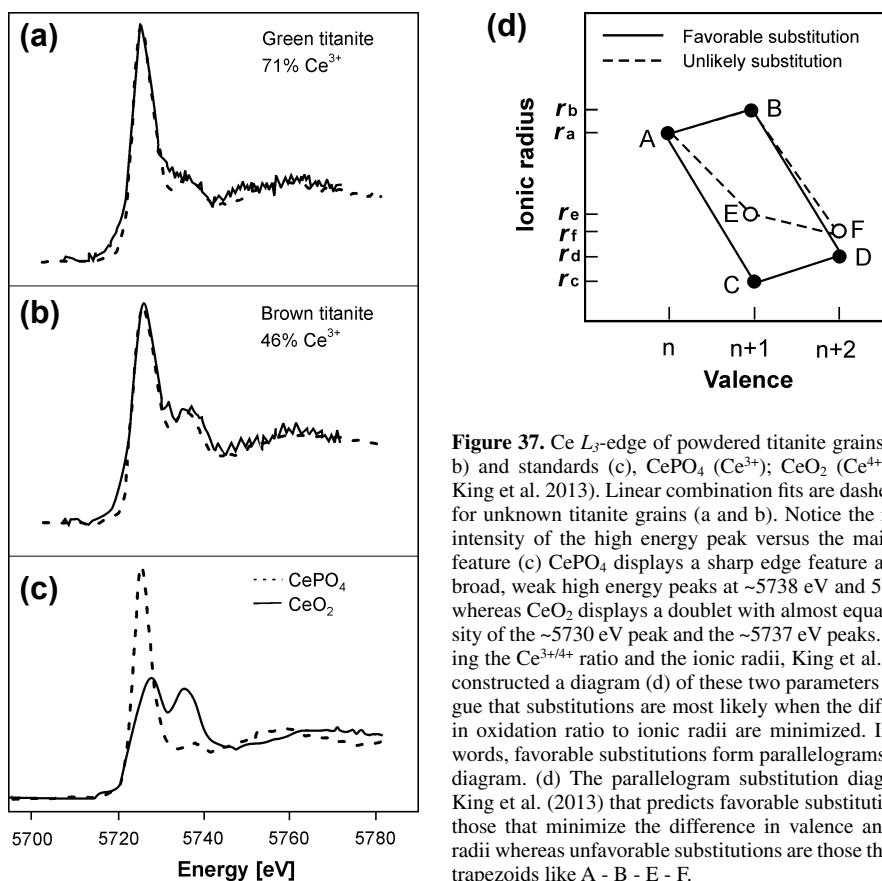 (a)
Green titanite
71% Ce³⁺
(b)
Brown titanite
46% Ce³⁺
(c)
CePO₄
CeO₂
5700 5720 5740 5760 5780
Energy [eV]
(d)
Favorable substitution
Unlikely substitution
Ionic radius
rb
ra
re
rf
rd
rc
A
B
E
F
C
D
n n+1 n+2
Valence
Figure 37. Ce L₃-edge of powdered titanite grains
b) and standards (c), CePO₄ (Ce³⁺); CeO₂ (Ce⁴⁺
King et al. 2013). Linear combination fits are dashe
for unknown titanite grains (a and b). Notice the
intensity of the high energy peak versus the mai
feature (c) CePO₄ displays a sharp edge feature a
broad, weak high energy peaks at ~5738 eV and 5
whereas CeO₂ displays a doublet with almost equa
sity of the ~5730 eV peak and the ~5737 eV peaks.
ing the Ce³⁺/⁴⁺ ratio and the ionic radii, King et al.
constructed a diagram (d) of these two parameters
gue that substitutions are most likely when the dif
in oxidation ratio to ionic radii are minimized. I
words, favorable substitutions form parallelograms
diagram. (d) The parallelogram substitution diag
King et al. (2013) that predicts favorable substituti
those that minimize the difference in valence an
radii whereas unfavorable substitutions are those th
trapezoids like A - B - E - F.